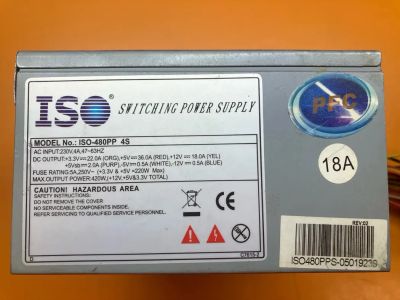 ISO SWITCHING POWER SUPPLY
PFC
MODEL No.: ISO-480PP 4S
AC INPUT:230V,4A,47~63HZ
DC OUTPUT:+3.3V⎓22.0A (ORG),+5V⎓36.0A (RED),+12V⎓18.0A (YEL)
+5Vsb⎓2.0A (PURPLE),-5V⎓0.5A (WHITE),-12V⎓0.5A (BLUE)
FUSE RATING:5A,250V~ (+3.3V & +5V =220W Max)
MAX.OUTPUT POWER:420W,(+12V,+5V&+3.3V TOTAL)
CAUTION! HAZARDOUS AREA
SAFETY INSTRUCTIONS
DO NOT REMOVE THE COVER
NO USER SERVICEABLE COMPONENTS INSIDE
REFER SERVICING TO QUALIFIED SERVICE PERSONNEL.
18A
REV:02
ISO480PPS-05019239